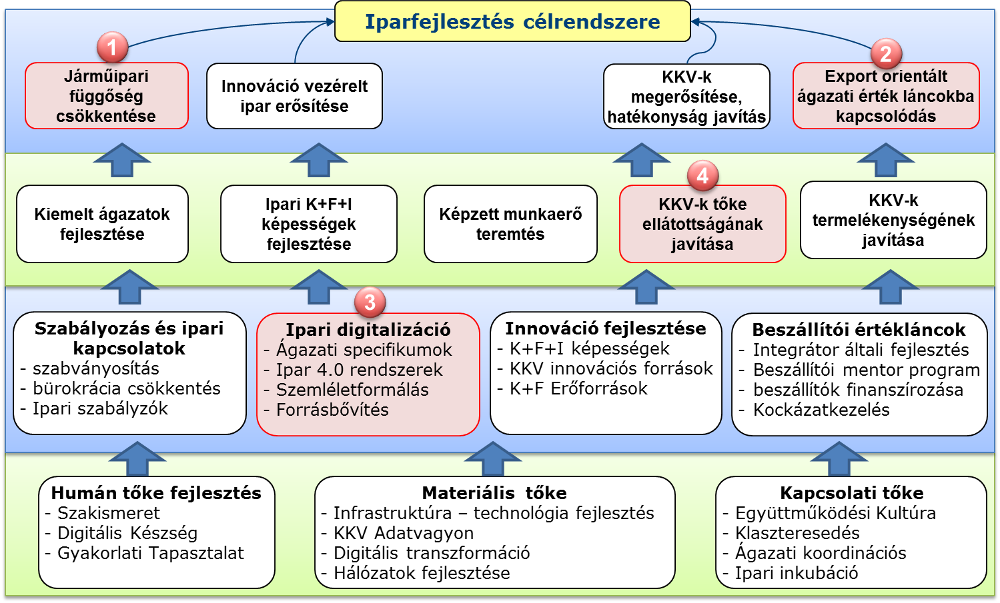 Iparfejlesztés célrendszere
1
Járműipari
függőség
csökkentése
Innováció vezérelt
ipar erősítése
KKV-k
megerősítése,
hatékonyság javítás
2
Export orientált
ágazati érték láncokba
kapcsolódás
Kiemelt ágazatok
fejlesztése
Ipari K+F+I
képességek
fejlesztése
Képzett munkaerő
teremtés
4
KKV-k tőke
ellátottságának
javítása
KKV-k
termelékenységének
javítása
Szabályozás és ipari
kapcsolatok
- szabványosítás
- bürokrácia csökkentés
- Ipari szabályzók
3
Ipari digitalizáció
- Ágazati specifikumok
- Ipar 4.0 rendszerek
- Szemléletformálás
- Forrásbővítés
Innováció fejlesztése
- K+F+I képességek
- KKV innovációs források
- K+F Erőforrások
Beszállítói értékláncok
- Integrátor általi fejlesztés
- Beszállítói mentor program
- beszállítók finanszírozása
- Kockázatkezelés
Humán tőke fejlesztés
- Szakismeret
- Digitális Készség
- Gyakorlati Tapasztalat
Materiális tőke
- Infrastruktúra – technológia fejlesztés
- KKV Adatvagyon
- Digitális transzformáció
- Hálózatok fejlesztése
Kapcsolati tőke
- Együttműködési Kultúra
- Klaszteresedés
- Ágazati koordinációs
- Ipari inkubáció